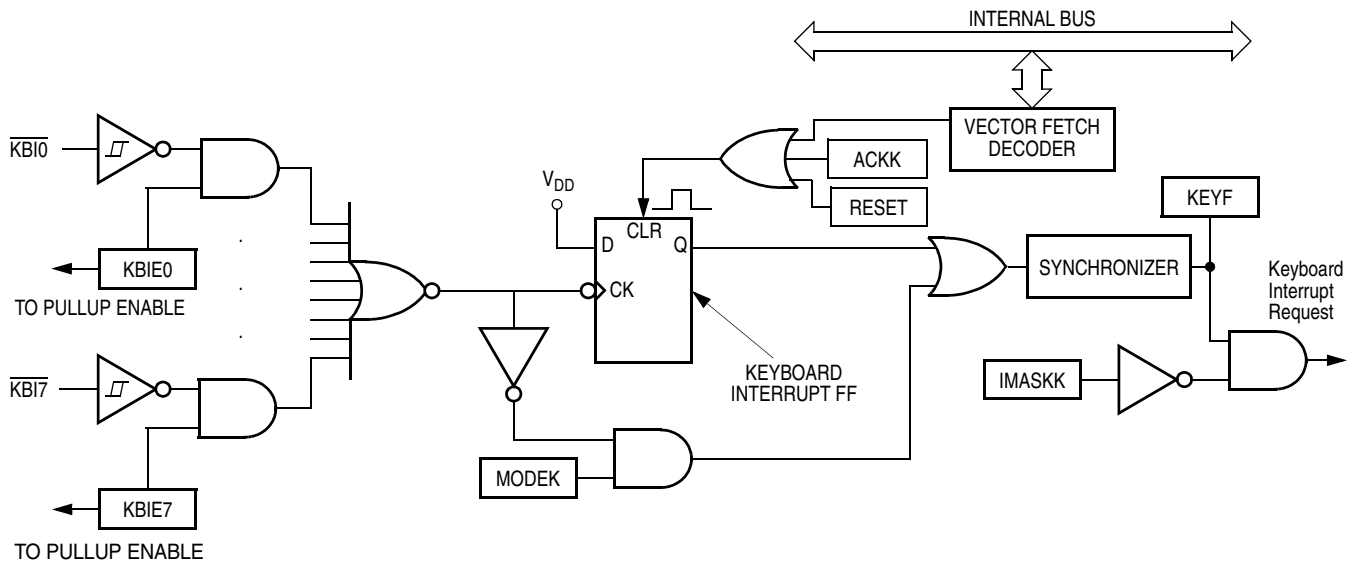 INTERNAL BUS
VECTOR FETCH
DECODER
ACKK
RESET
KBI0
KBIE0
TO PULLUP ENABLE
.
.
.
KBI7
KBIE7
TO PULLUP ENABLE
VDD
D
CLR
Q
CK
KEYBOARD
INTERRUPT FF
MODEK
SYNCHRONIZER
KEYF
IMASKK
Keyboard
Interrupt
Request